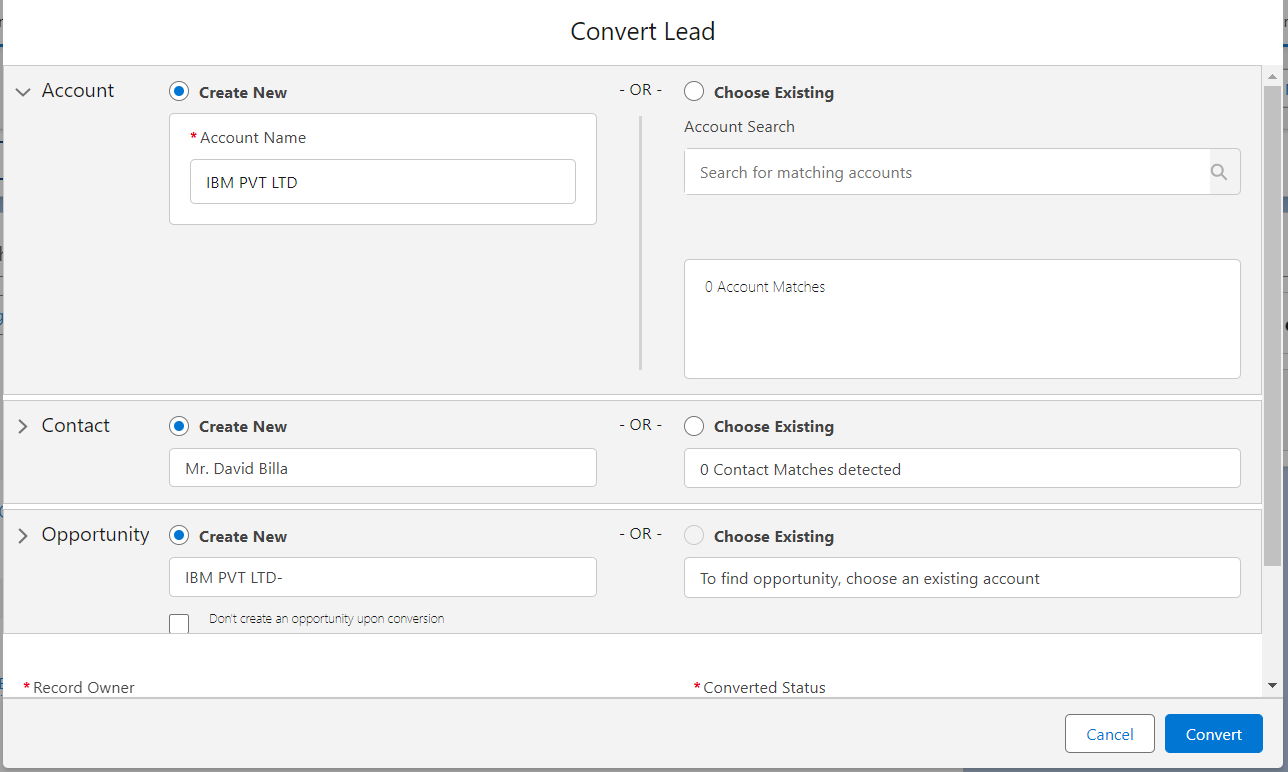 Convert Lead
Account
Create New
- OR -
Choose Existing
* Account Name
IBM PVT LTD
Account Search
Search for matching accounts
0 Account Matches
Contact
Create New
- OR -
Choose Existing
Mr. David Billa
0 Contact Matches detected
Opportunity
Create New
- OR -
Choose Existing
IBM PVT LTD-
To find opportunity, choose an existing account
Don't create an opportunity upon conversion
* Record Owner
* Converted Status
Cancel
Convert